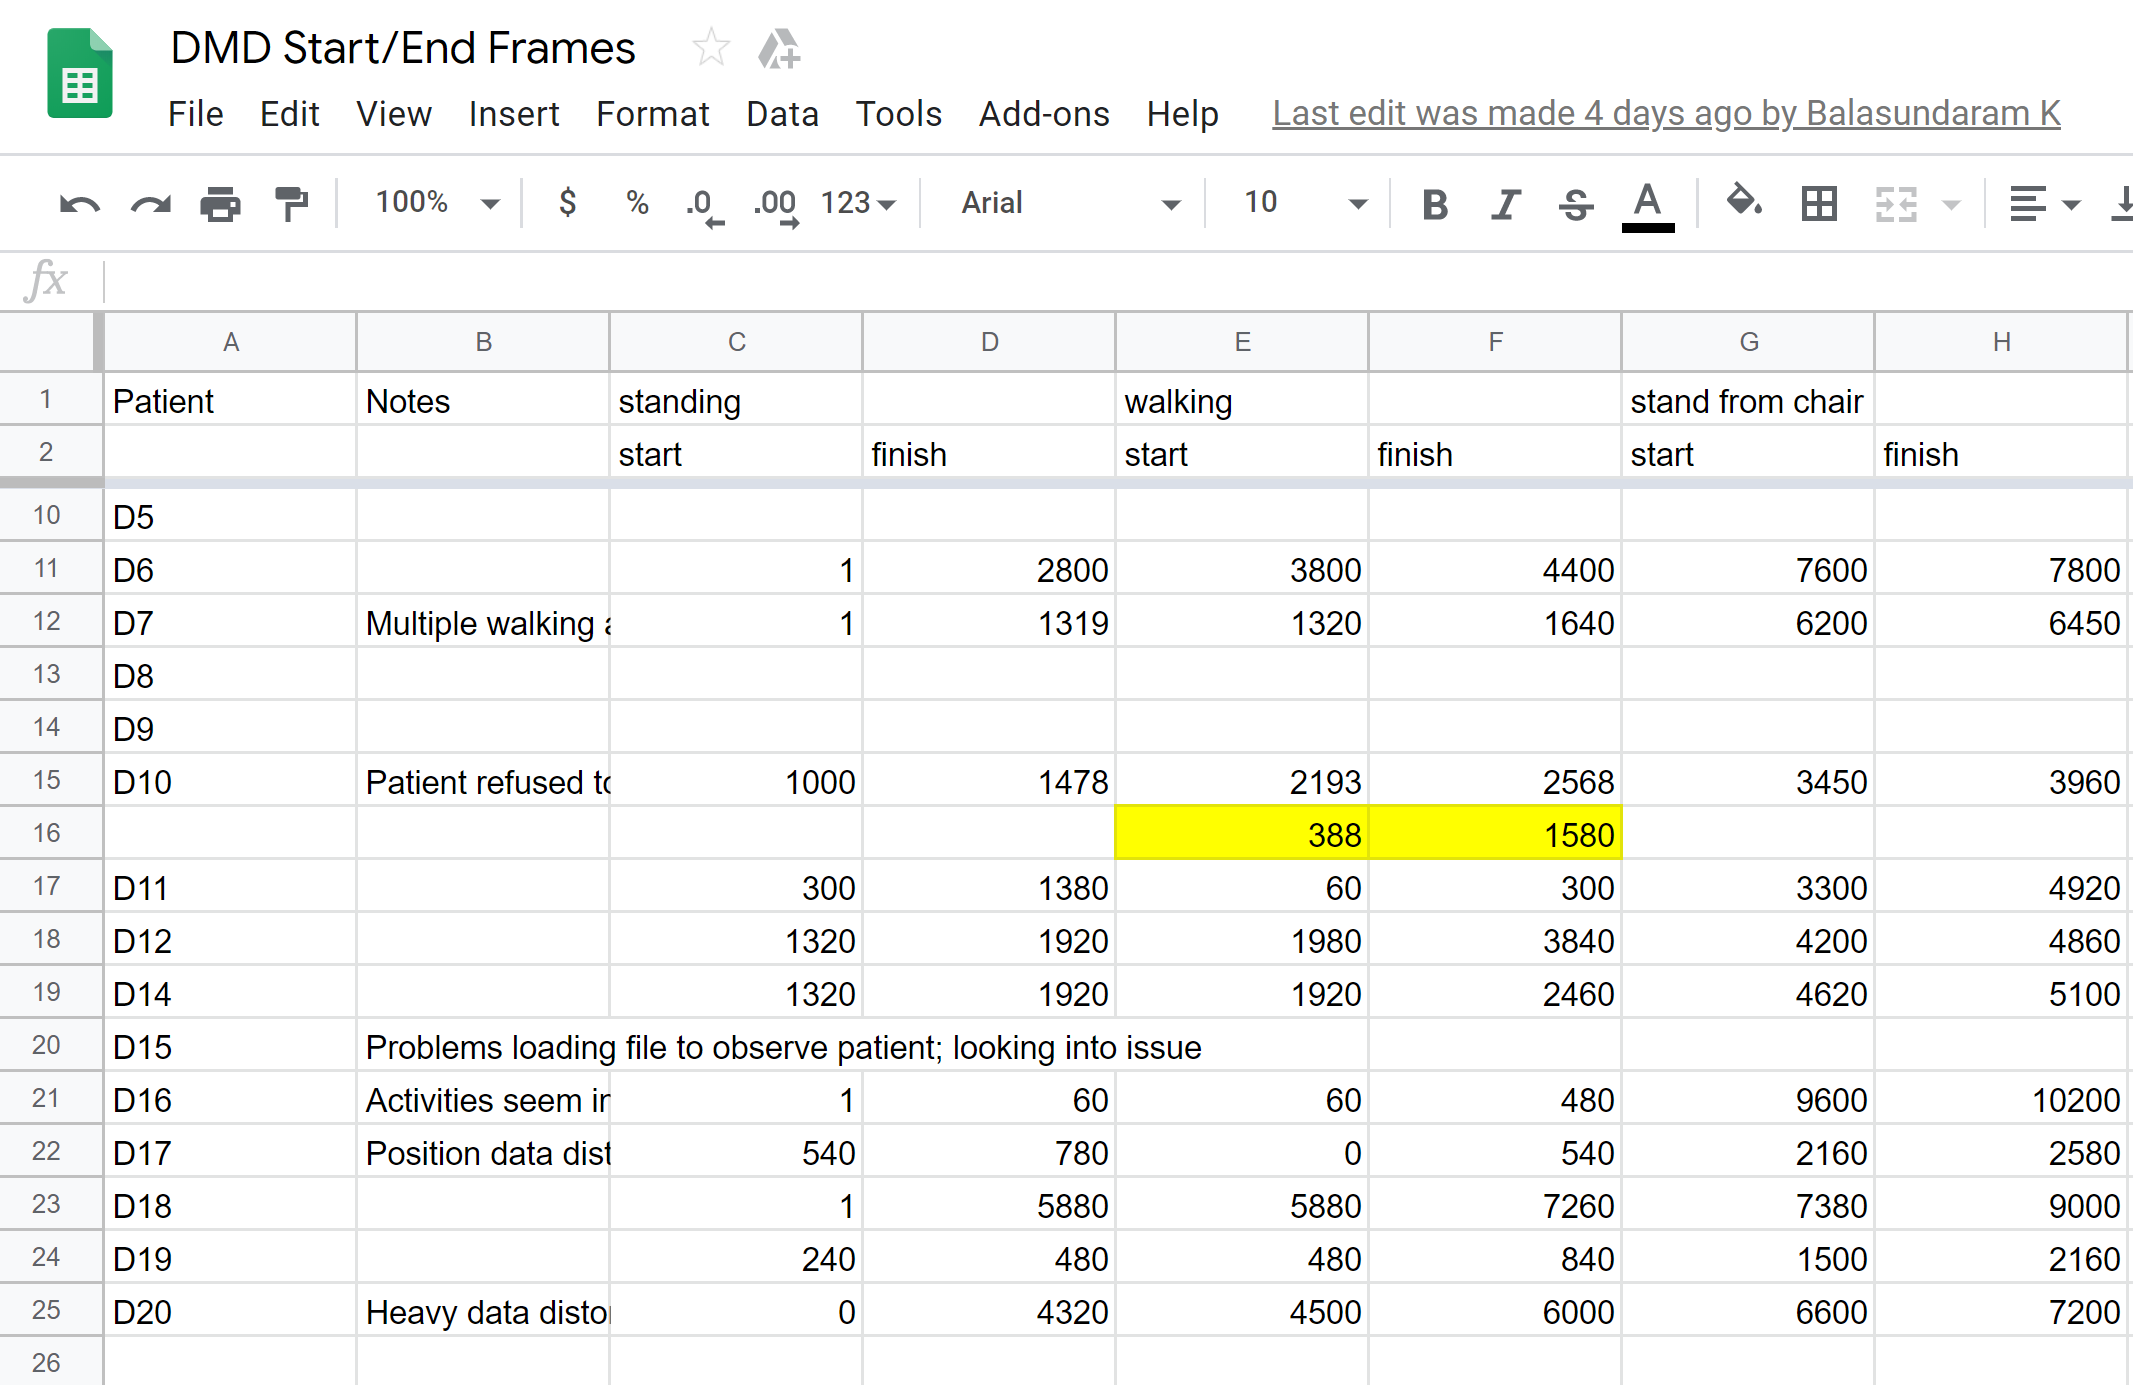 DMD Start/End Frames
File Edit View Insert Format Data Tools Add-ons Help Last edit was made 4 days ago by Balasundaram K
100% $ % .0 .00 123 Arial 10 B I S A
fx
A B C D E F G H
1 Patient Notes standing walking stand from chair
2 start finish start finish start finish
10 D5
11 D6 1 2800 3800 4400 7600 7800
12 D7 Multiple walking 1 1319 1320 1640 6200 6450
13 D8
14 D9
15 D10 Patient refused to 1000 1478 2193 2568 3450 3960
16 388 1580
17 D11 300 1380 60 300 3300 4920
18 D12 1320 1920 1980 3840 4200 4860
19 D14 1320 1920 1920 2460 4620 5100
20 D15 Problems loading file to observe patient; looking into issue
21 D16 Activities seem 1 60 60 480 9600 10200
22 D17 Position data 540 780 0 540 2160 2580
23 D18 1 5880 5880 7260 7380 9000
24 D19 240 480 480 840 1500 2160
25 D20 Heavy data 0 4320 4500 6000 6600 7200
26